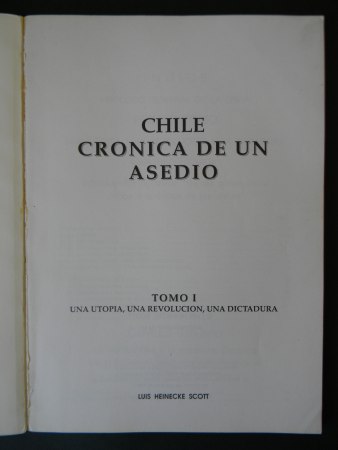 CHILE
CRONICA DE UN
ASEDIO
TOMO I
UNA UTOPIA, UNA REVOLUCION, UNA DICTADURA
LUIS HEINECKE SCOTT